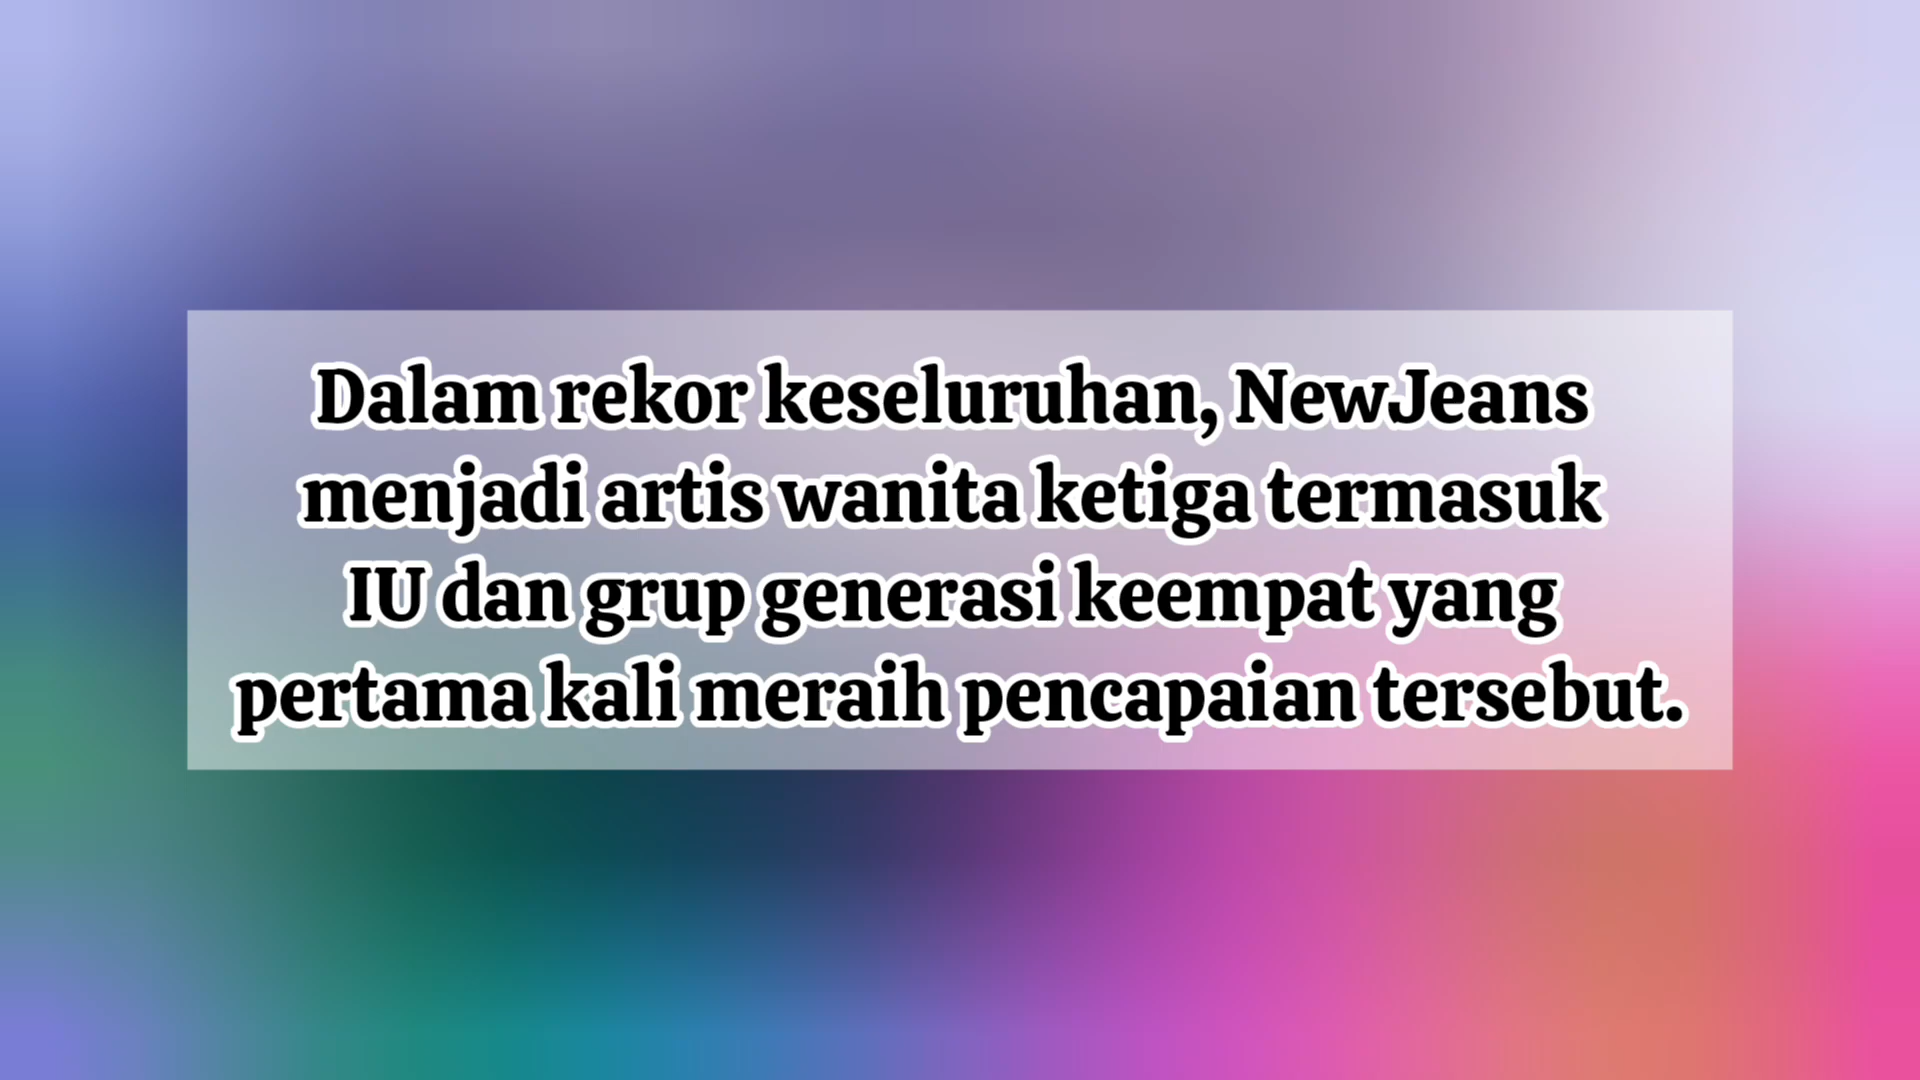 Dalam rekor keseluruhan, NewJeans
menjadi artis wanita ketiga termasuk
IU dan grup generasi keempat yang
pertama kali meraih pencapaian tersebut.